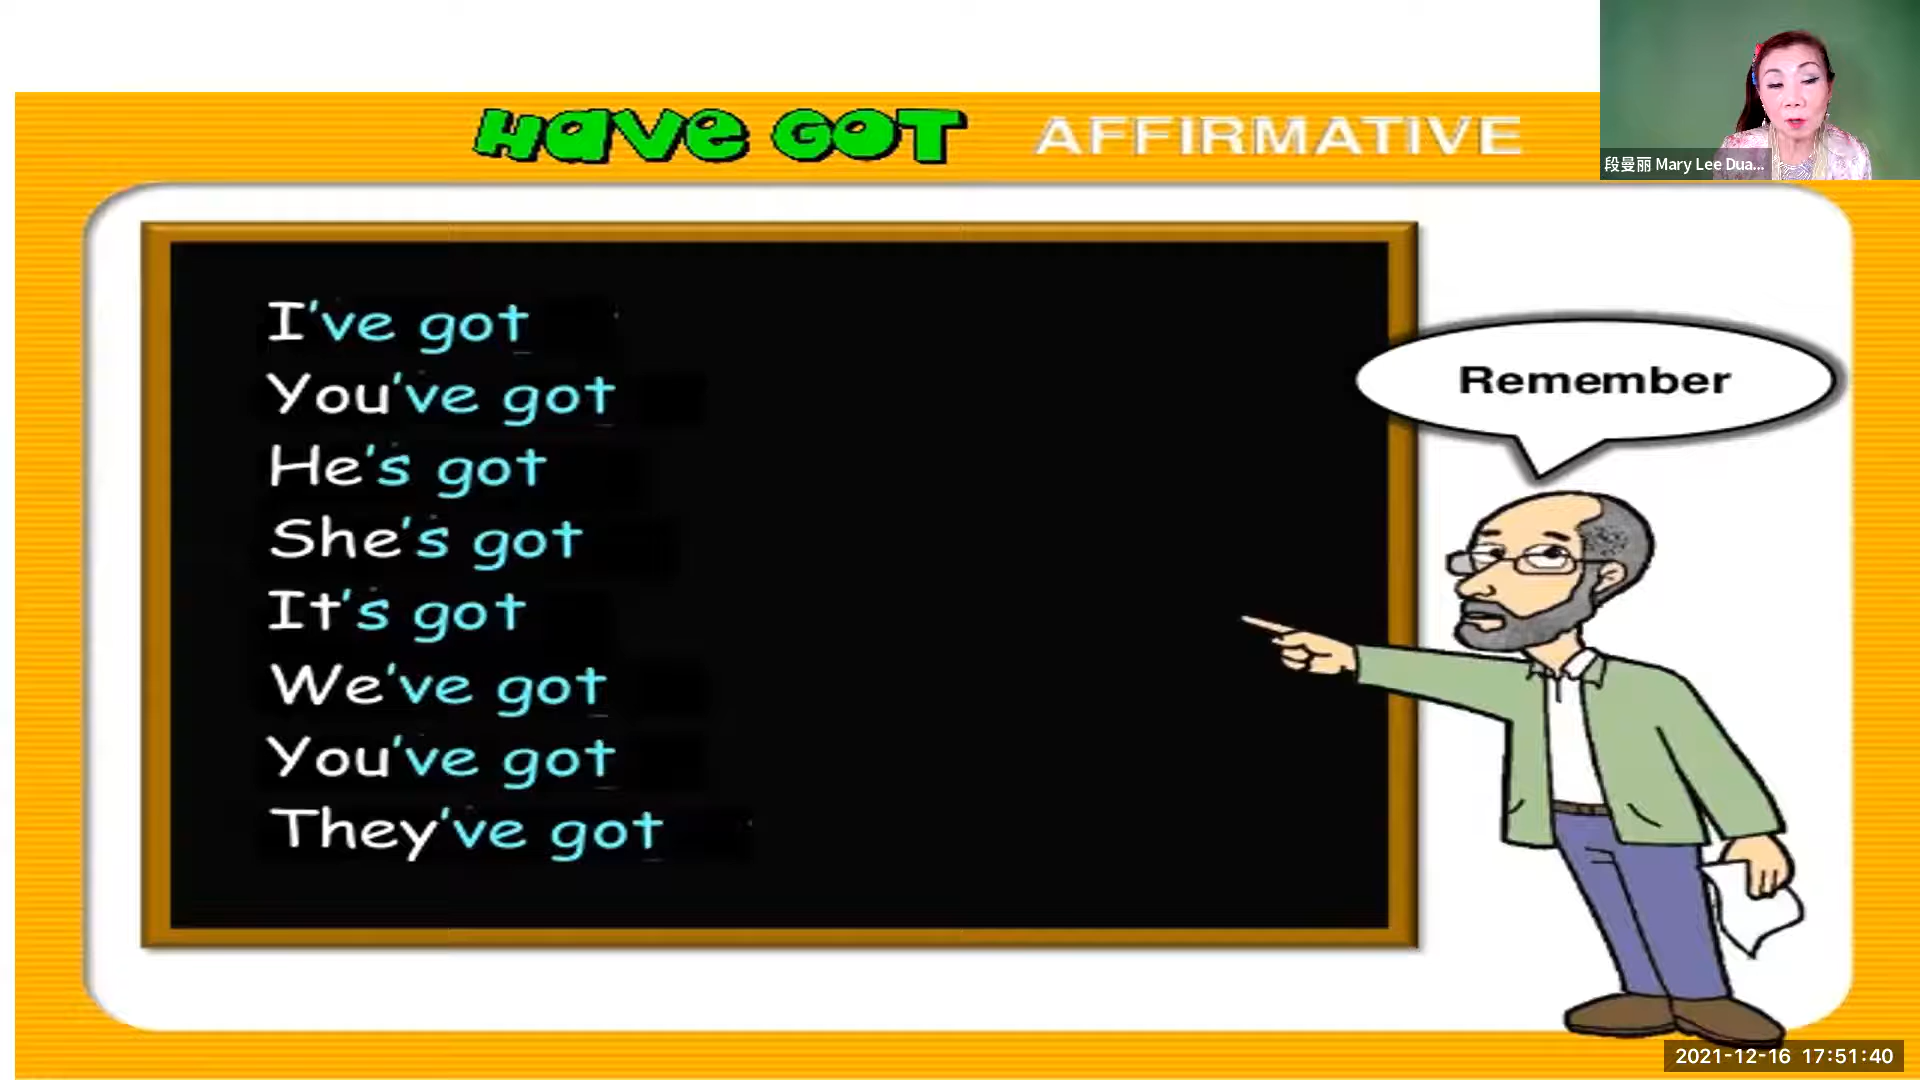 Have Got AFFIRMATIVE
段曼丽 Mary Lee Dua...
I've got
You've got
He's got
She's got
It's got
We've got
You've got
They've got
Remember
2021-12-16 17:51:40